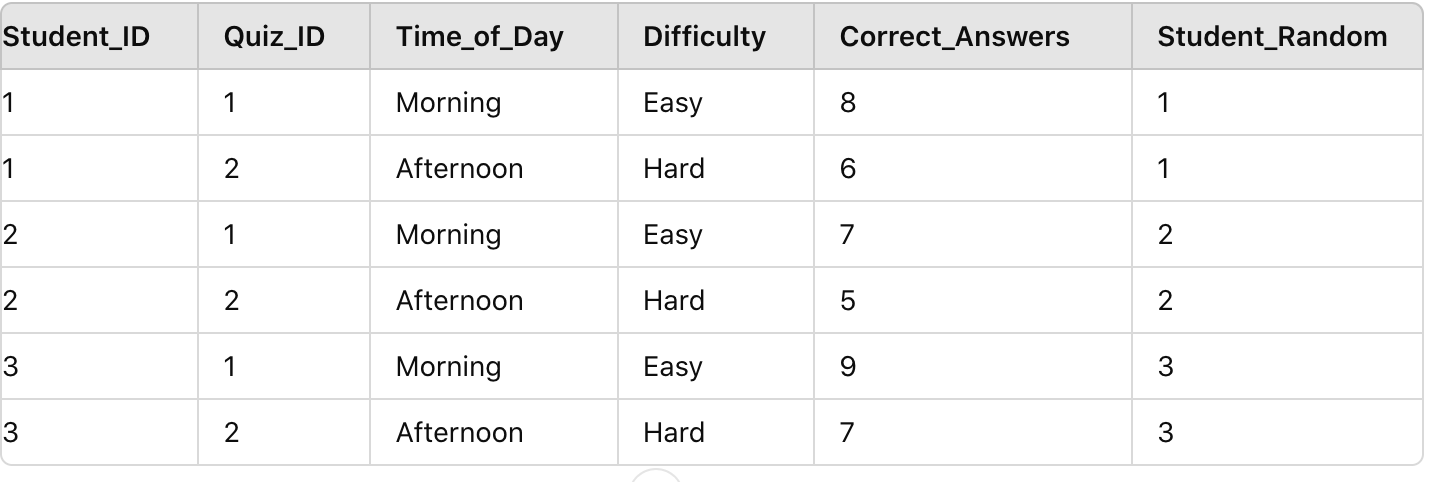 Student_ID Quiz_ID Time_of_Day Difficulty Correct_Answers Student_Random
1 1 Morning Easy 8 1
1 2 Afternoon Hard 6 1
2 1 Morning Easy 7 2
2 2 Afternoon Hard 5 2
3 1 Morning Easy 9 3
3 2 Afternoon Hard 7 3